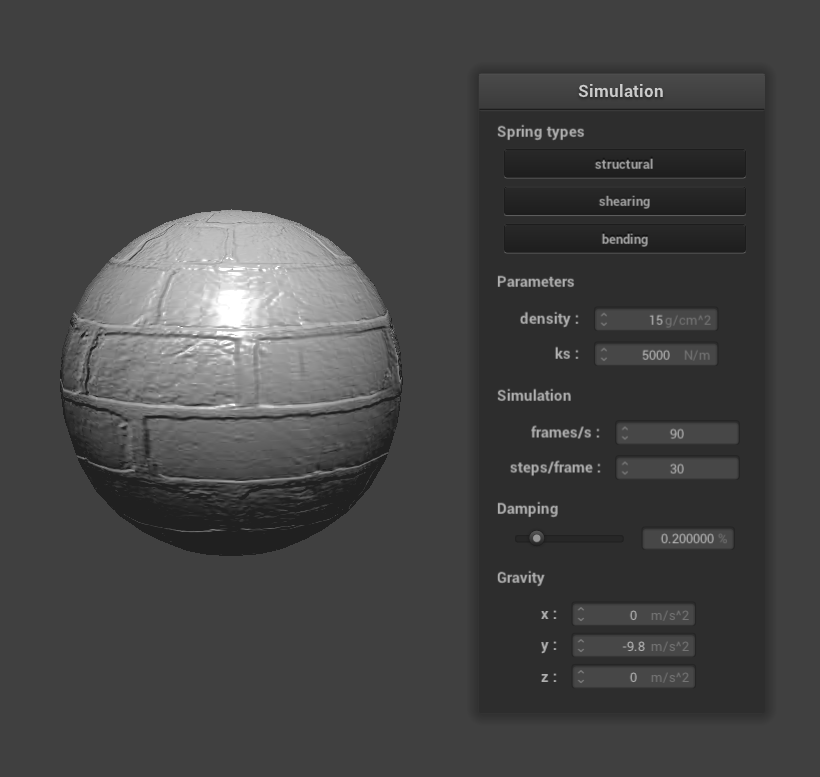 Simulation
Spring types
structural
shearing
bending
Parameters
density : 15 g/cm^2
ks : 5000 N/m
Simulation
frames/s : 90
steps/frame : 30
Damping
0.200000 %
Gravity
x : 0 m/s^2
y : -9.8 m/s^2
z : 0 m/s^2